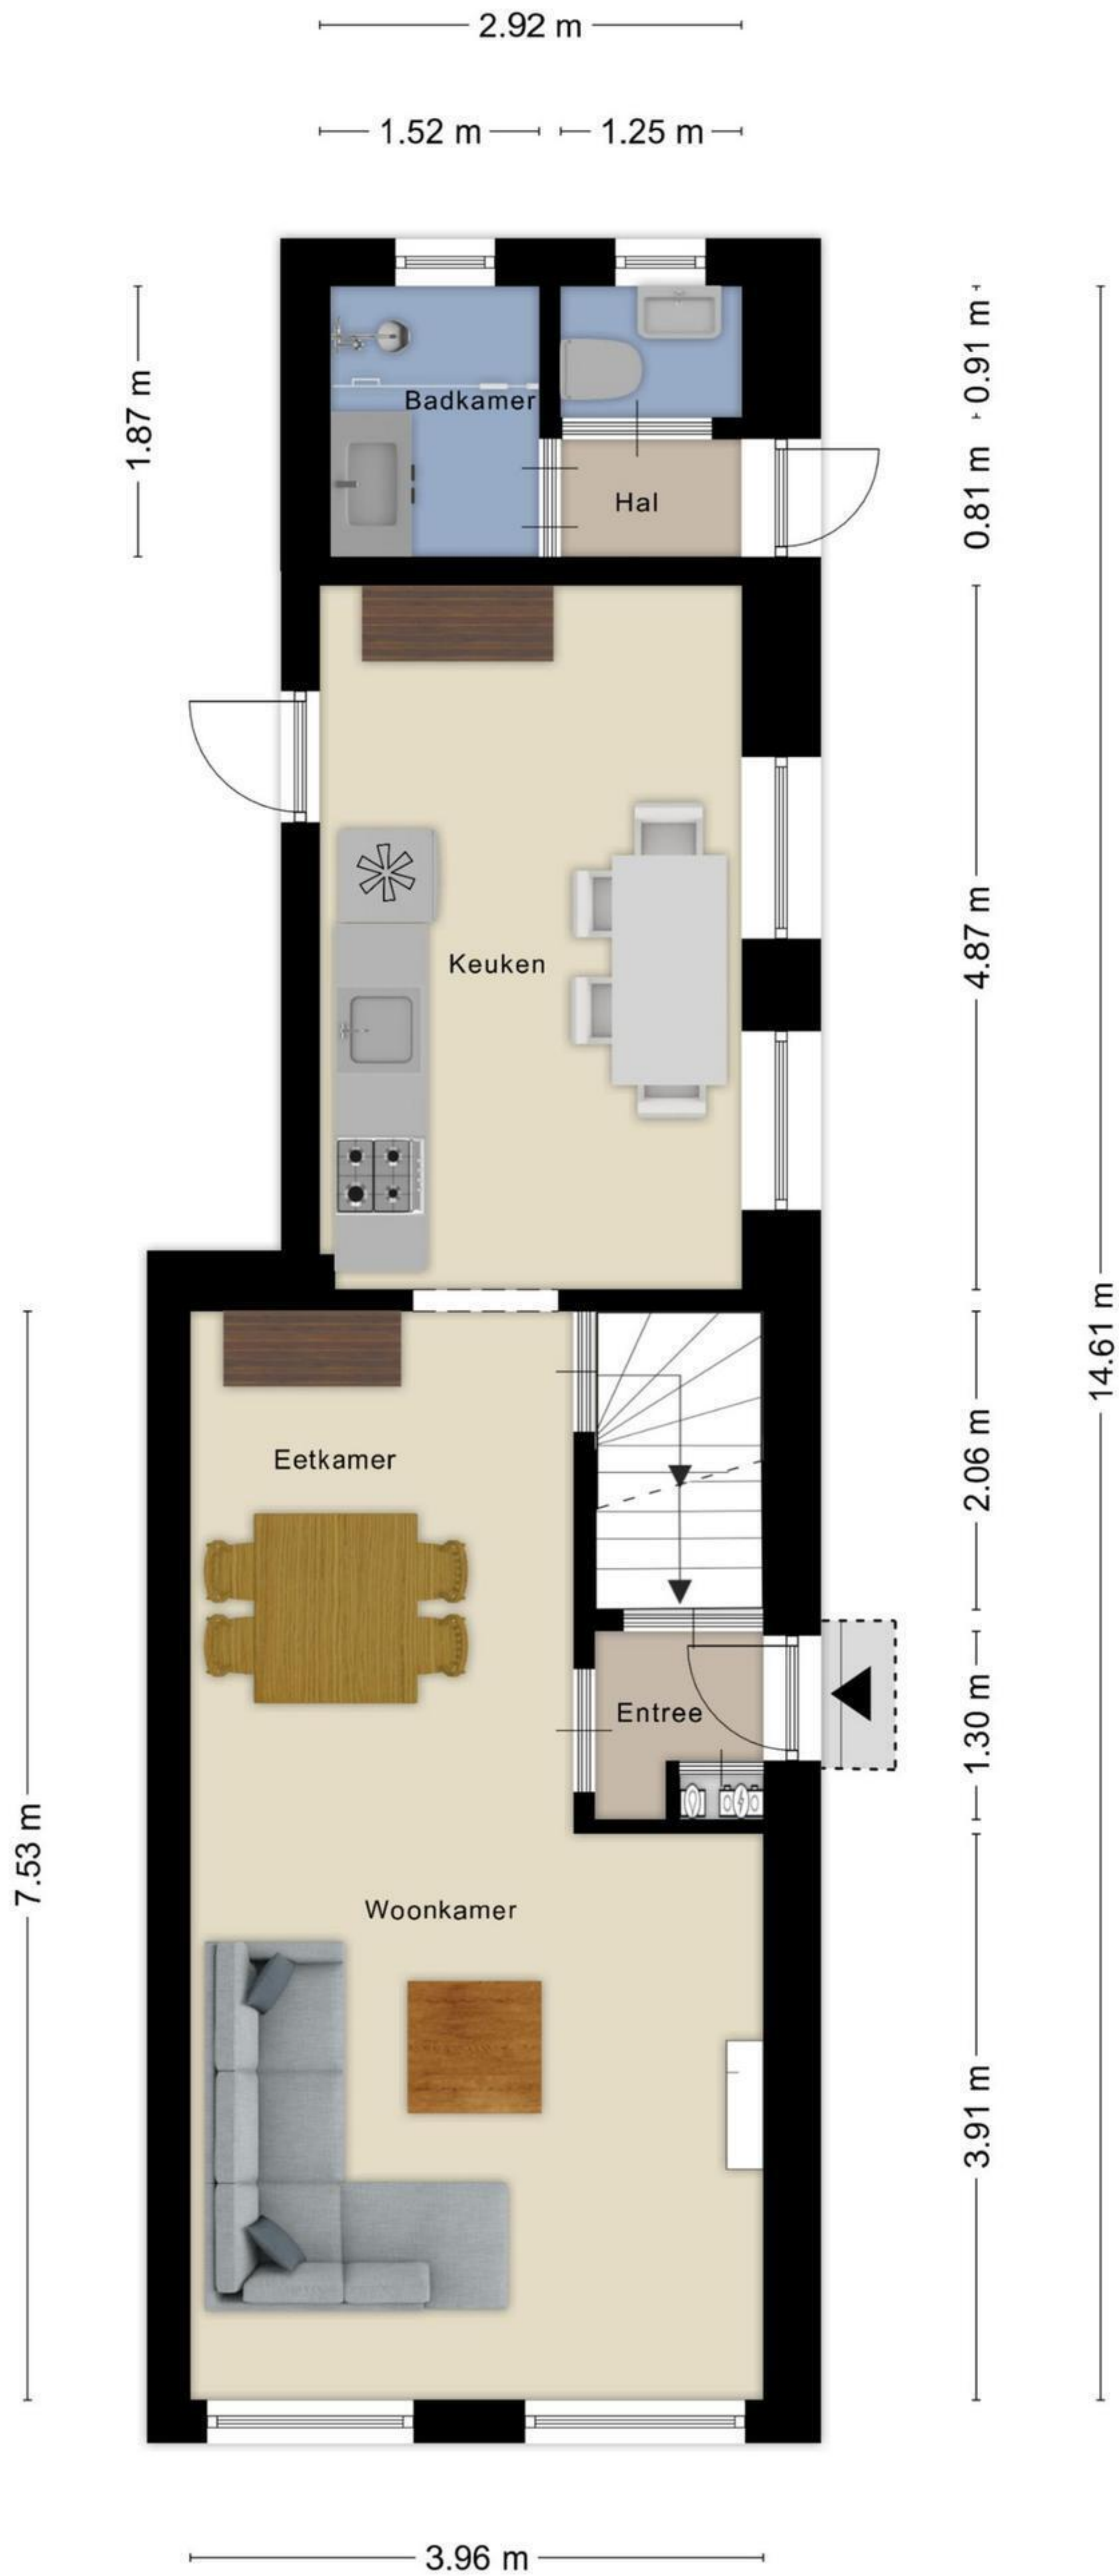 2.92 m
1.52 m
1.25 m
0.91 m
1.87 m
Badkamer
Hal
0.81 m
Keuken
4.87 m
14.61 m
Eetkamer
2.06 m
Entree
1.30 m
7.53 m
Woonkamer
3.91 m
3.96 m